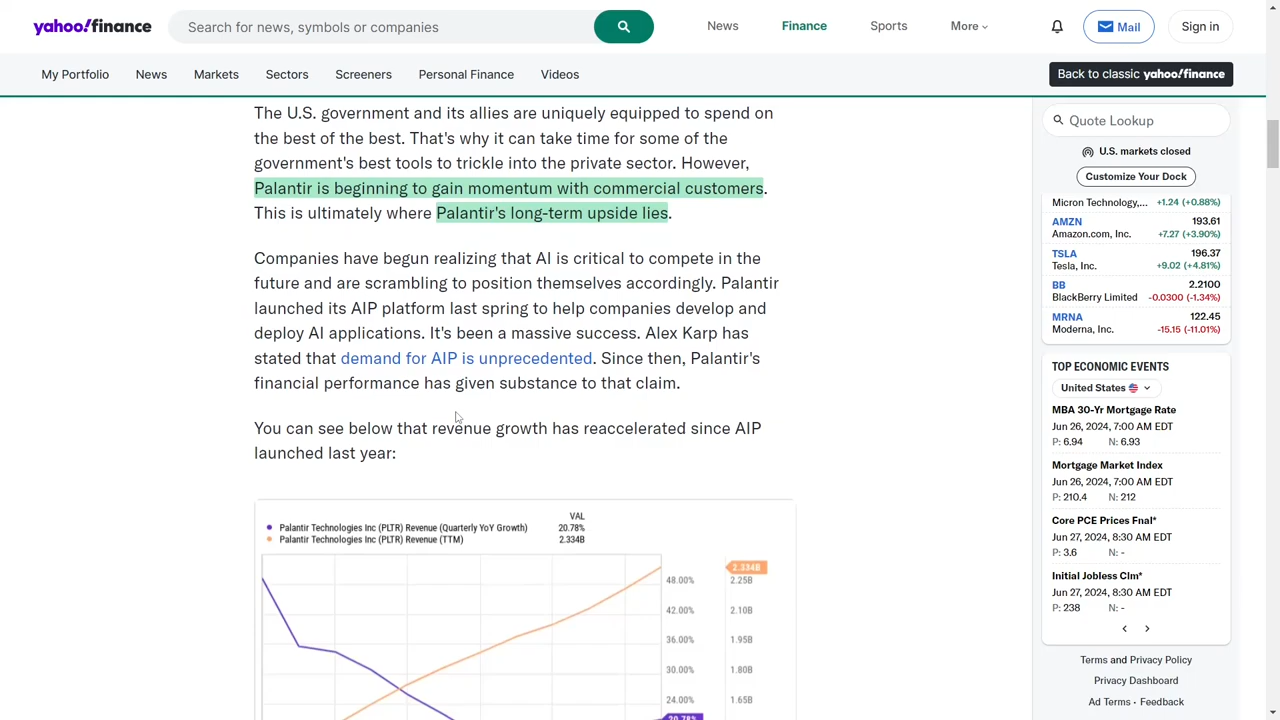 yahoo!finance
Search for news, symbols or companies
News
Finance
Sports
More
Mail
Sign in
My Portfolio
News
Markets
Sectors
Screeners
Personal Finance
Videos
Back to classic yahoo!finance
The U.S. government and its allies are uniquely equipped to spend on
the best of the best. That's why it can take time for some of the
government's best tools to trickle into the private sector. However,
Palantir is beginning to gain momentum with commercial customers.
This is ultimately where Palantir's long-term upside lies.
Companies have begun realizing that AI is critical to compete in the
future and are scrambling to position themselves accordingly. Palantir
launched its AIP platform last spring to help companies develop and
deploy AI applications. It's been a massive success. Alex Karp has
stated that demand for AIP is unprecedented. Since then, Palantir's
financial performance has given substance to that claim.
You can see below that revenue growth has reaccelerated since AIP
launched last year:
VAL
Palantir Technologies Inc (PLTR) Revenue (Quarterly YoY Growth) 20.78%
Palantir Technologies Inc (PLTR) Revenue (TTM) 2.334B
2.334B
48.00% 2.25B
42.00% 2.10B
36.00% 1.95B
30.00% 1.80B
24.00% 1.65B
20.78%
Quote Lookup
U.S. markets closed
Customize Your Dock
Micron Technology,... +1.24 (+0.88%)
AMZN 193.61
Amazon.com, Inc. +7.27 (+3.90%)
TSLA 196.37
Tesla, Inc. +9.02 (+4.81%)
BB 2.2100
BlackBerry Limited -0.0300 (-1.34%)
MRNA 122.45
Moderna, Inc. -15.15 (-11.01%)
TOP ECONOMIC EVENTS
United States
MBA 30-Yr Mortgage Rate
Jun 26, 2024, 7:00 AM EDT
P: 6.94 N: 6.93
Mortgage Market Index
Jun 26, 2024, 7:00 AM EDT
P: 210.4 N: 212
Core PCE Prices Fnal*
Jun 27, 2024, 8:30 AM EDT
P: 3.6 N: -
Initial Jobless Clm*
Jun 27, 2024, 8:30 AM EDT
P: 238 N: -
Terms and Privacy Policy
Privacy Dashboard
Ad Terms • Feedback